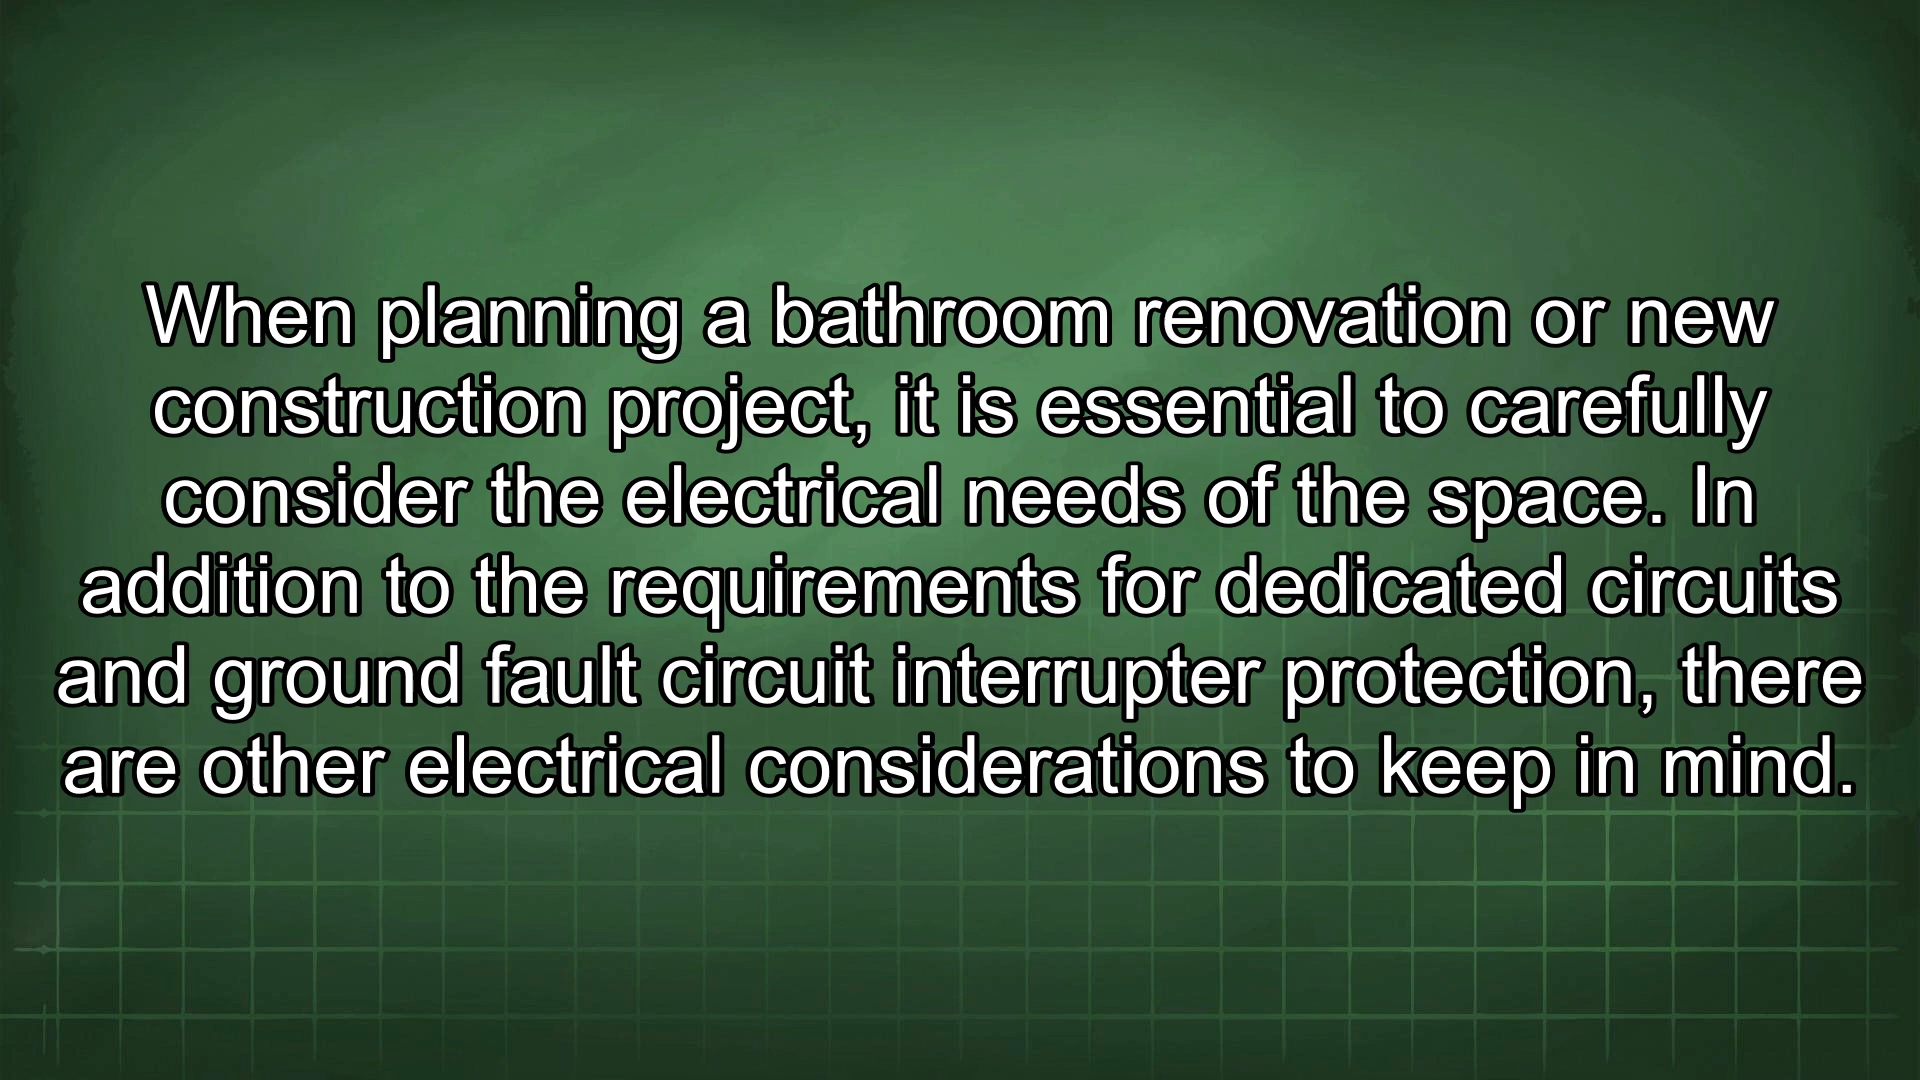 When planning a bathroom renovation or new
construction project, it is essential to carefully
consider the electrical needs of the space. In
addition to the requirements for dedicated circuits
and ground fault circuit interrupter protection, there
are other electrical considerations to keep in mind.